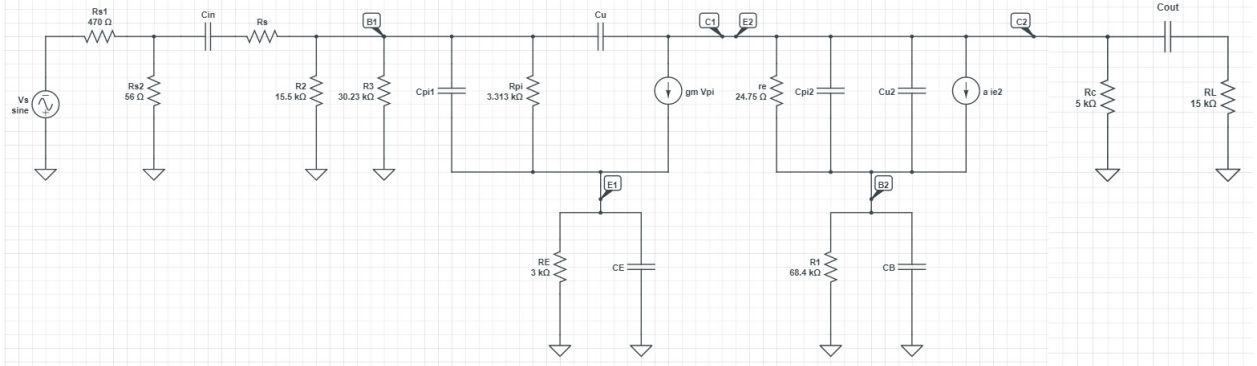 Rs1
470 Ω
Cin
Rs
B1
Cu
C1
E2
C2
Cout
Vs
sine
Rs2
56 Ω
R2
15.5 kΩ
R3
30.23 kΩ
Cpi1
Rpi
3.313 kΩ
gm Vpi
re
24.75 Ω
Cpi2
Cu2
a ie2
Rc
5 kΩ
RL
15 kΩ
E1
B2
RE
3 kΩ
CE
R1
68.4 kΩ
CB